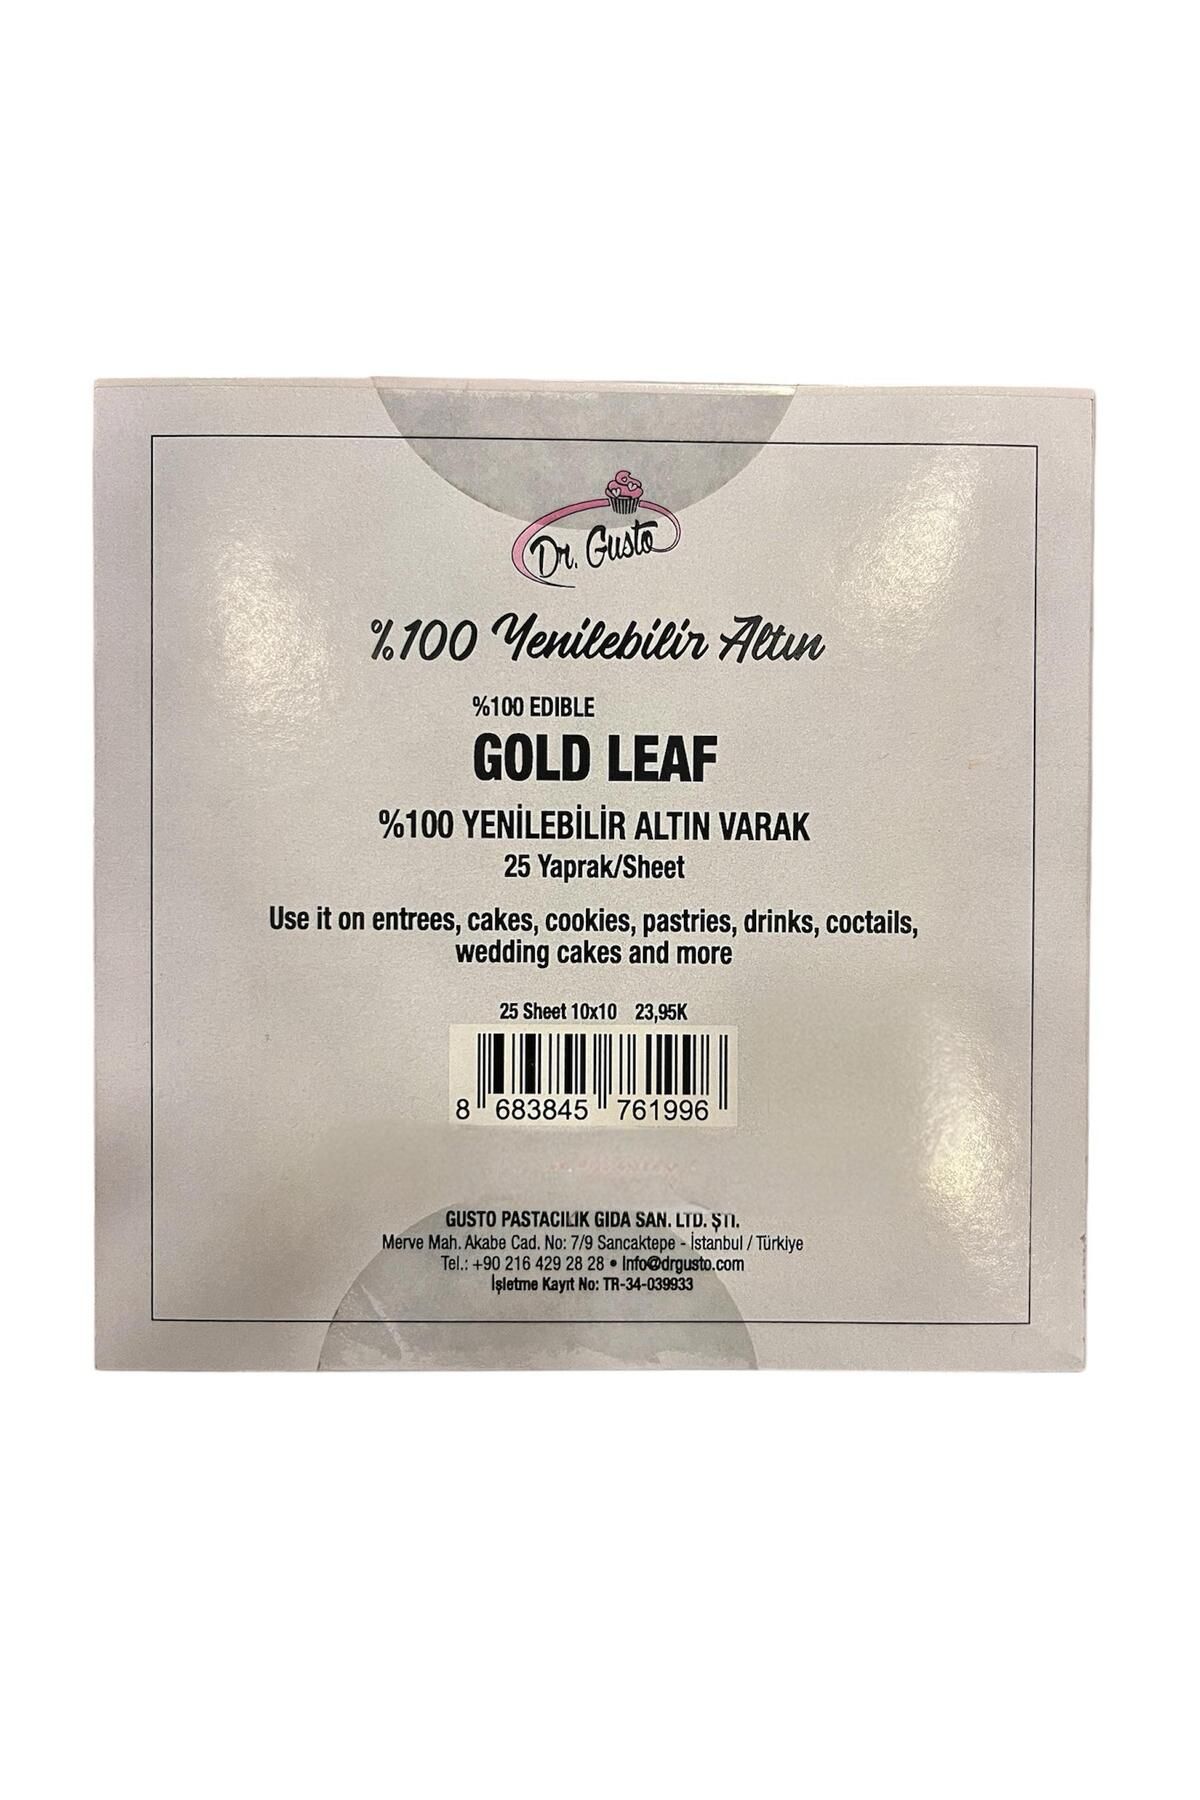 Dr. Gusto
%100 Yenilebilir Altın
%100 EDIBLE
GOLD LEAF
%100 YENİLEBİLİR ALTIN VARAK
25 Yaprak/Sheet
Use it on entrees, cakes, cookies, pastries, drinks, coctails,
wedding cakes and more
25 Sheet 10x10 23,95K
8 683845 761996
GUSTO PASTACILIK GIDA SAN. LTD. ŞTİ.
Merve Mah. Akabe Cad. No: 7/9 Sancaktepe - İstanbul / Türkiye
Tel.: +90 216 429 28 28 • Info@drgusto.com
İşletme Kayıt No: TR-34-039933